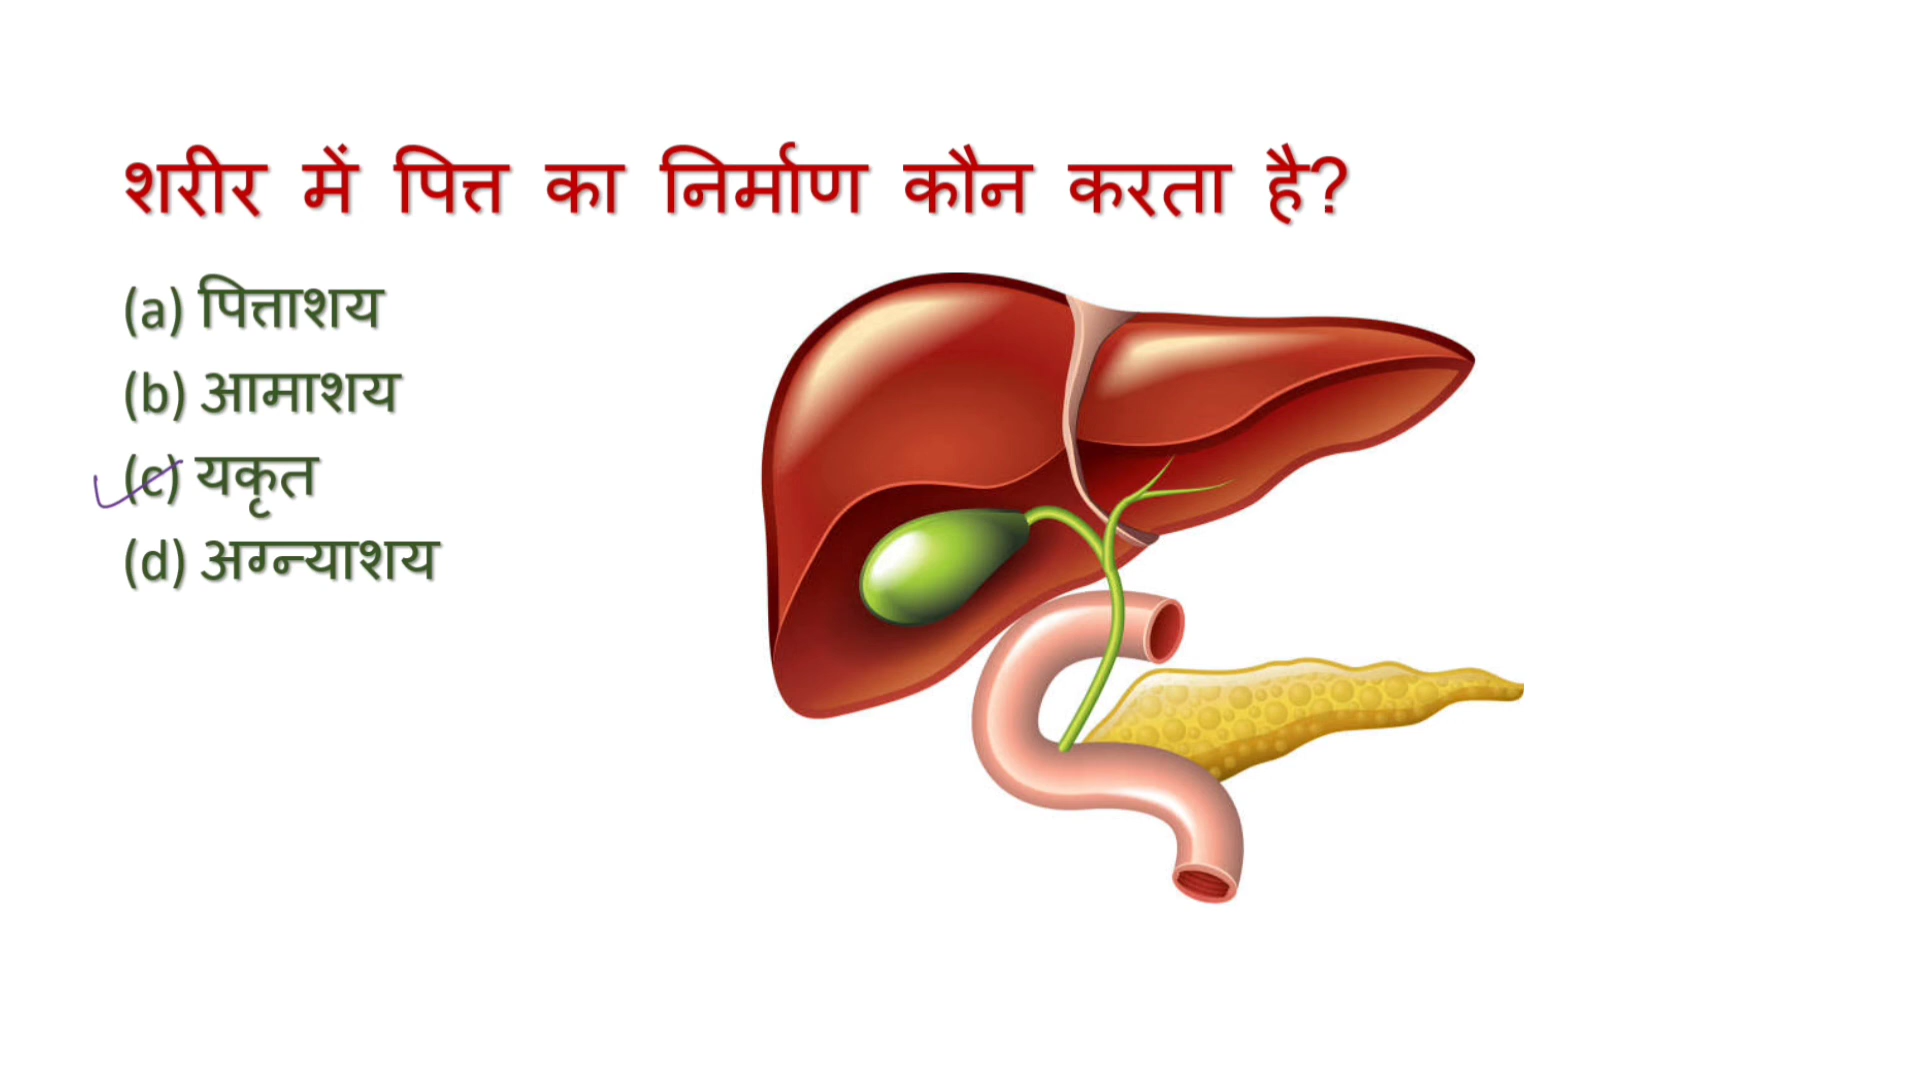 शरीर में पित्त का निर्माण कौन करता है?
(a) पित्ताशय
(b) आमाशय
(c) यकृत
(d) अग्न्याशय